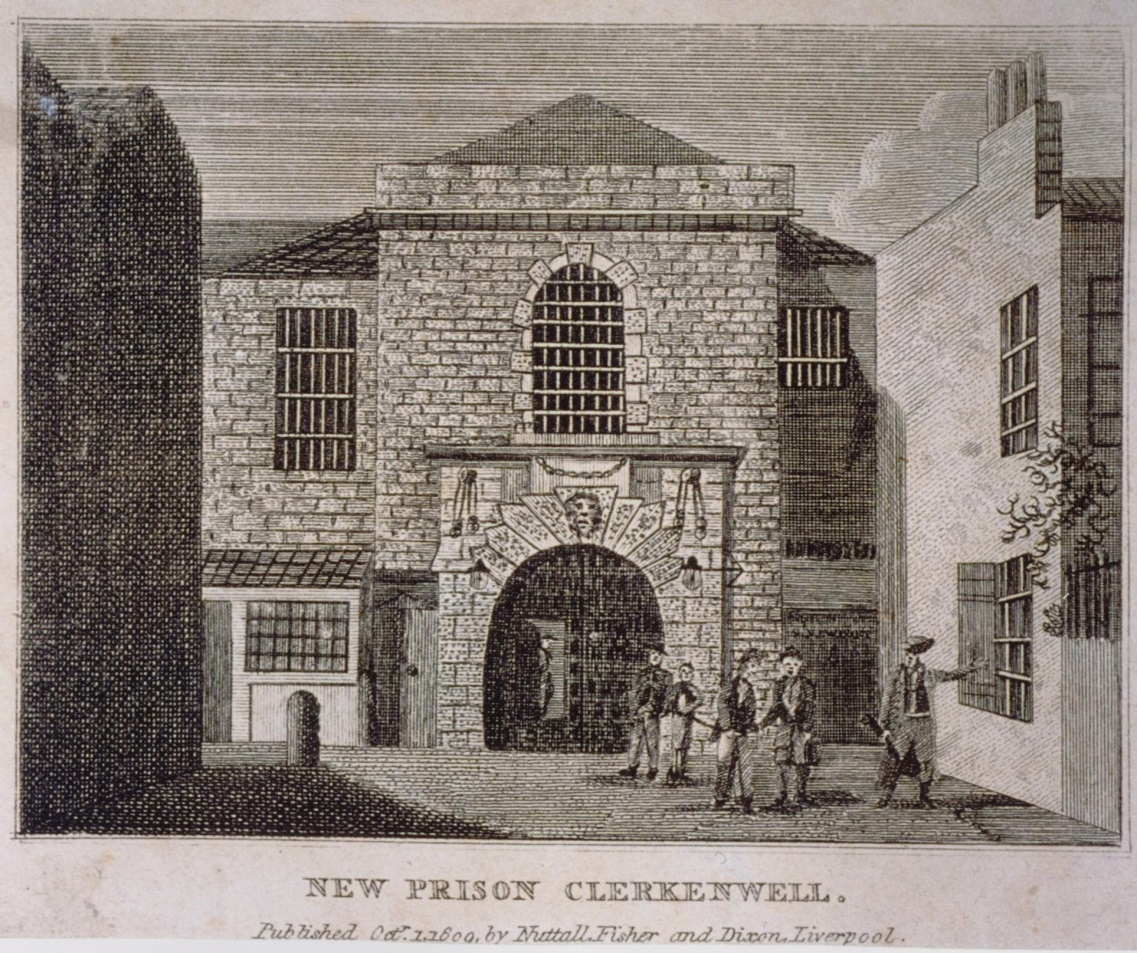 NEW PRISON CLERKENWELL.
Published Octr. 1. 1809, by Nuttall, Fisher and Dixon, Liverpool.